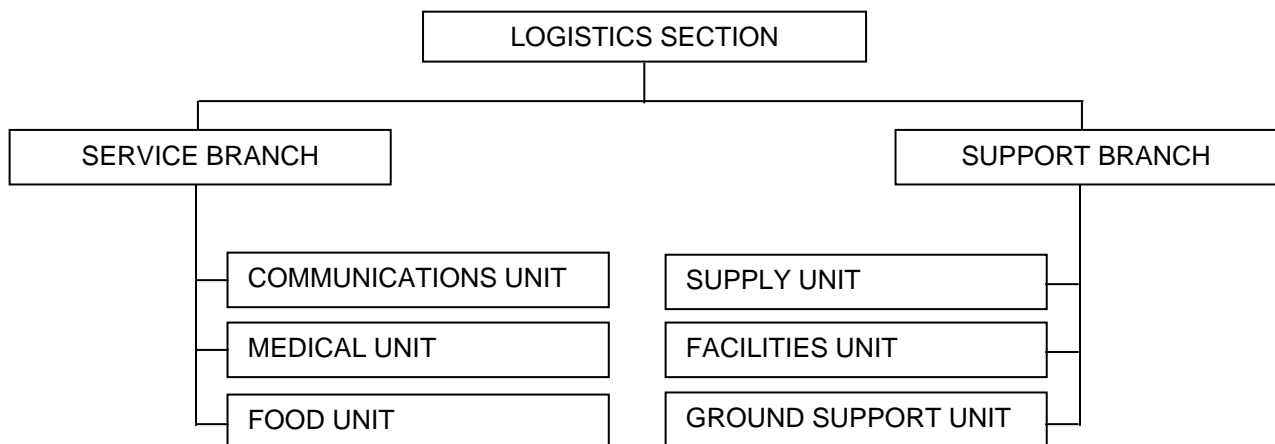 LOGISTICS SECTION
SERVICE BRANCH
SUPPORT BRANCH
COMMUNICATIONS UNIT
SUPPLY UNIT
MEDICAL UNIT
FACILITIES UNIT
FOOD UNIT
GROUND SUPPORT UNIT